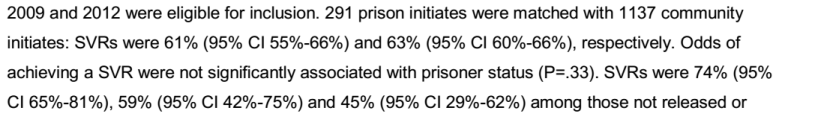 2009 and 2012 were eligible for inclusion. 291 prison initiates were matched with 1137 community
initiates: SVRs were 61% (95% CI 55%-66%) and 63% (95% CI 60%-66%), respectively. Odds of
achieving a SVR were not significantly associated with prisoner status (P=.33). SVRs were 74% (95%
CI 65%-81%), 59% (95% CI 42%-75%) and 45% (95% CI 29%-62%) among those not released or